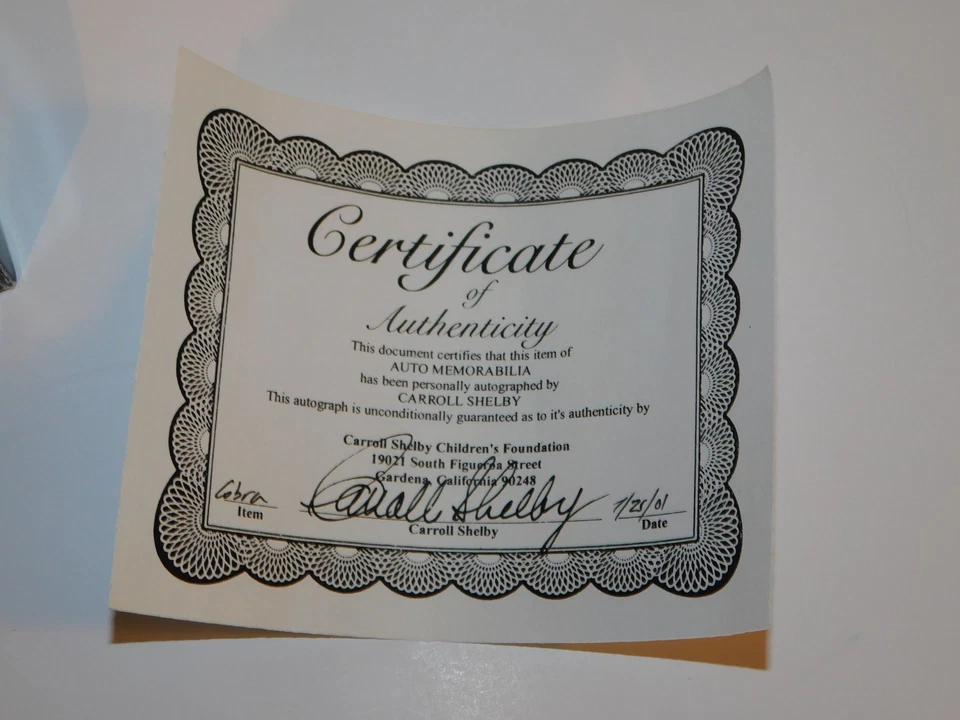 Certificate
of
Authenticity
This document certifies that this item of
AUTO MEMORABILIA
has been personally autographed by
CARROLL SHELBY
This autograph is unconditionally guaranteed as to it's authenticity by
Carroll Shelby Children's Foundation
19021 South Figueroa Street
Gardena, California 90248
Cobra Carroll Shelby 7/25/01
Item Carroll Shelby Date